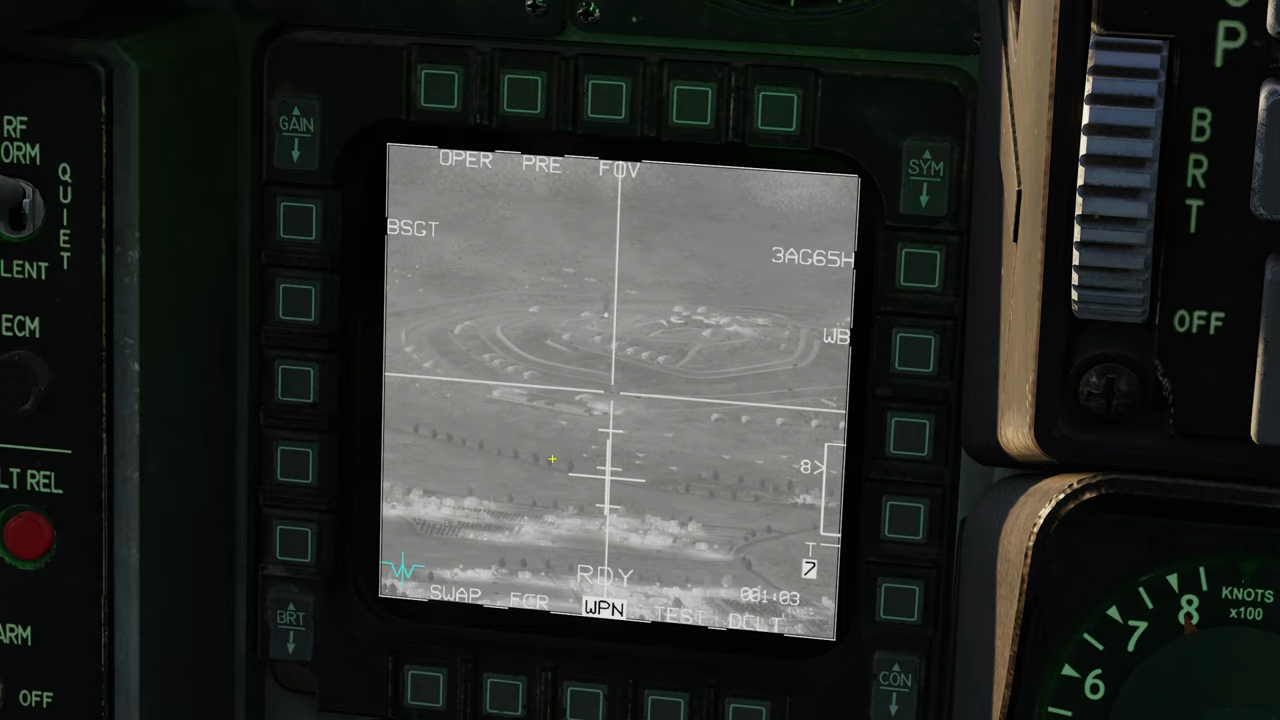 P
GAIN
SYM
RF
ORM
QUIET
LENT
ECM
LT REL
ARM
OFF
OPER PRE FOV
BSGT
3AG65H
WB
8>
T
7
RDY
001:03
SWAP FCR WPN TEST DCLT
BRT
CON
BRT
OFF
KNOTS
x100
8
7
6